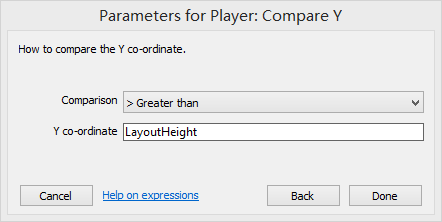 Parameters for Player: Compare Y
How to compare the Y co-ordinate.
Comparison > Greater than
Y co-ordinate LayoutHeight
Cancel Help on expressions Back Done